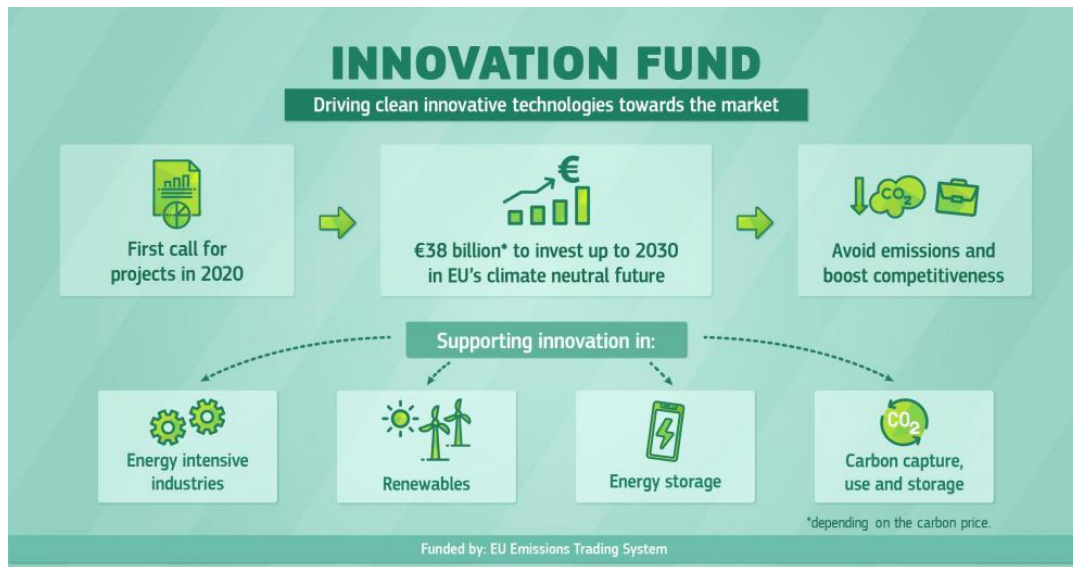 INNOVATION FUND
Driving clean innovative technologies towards the market
First call for
projects in 2020
€
€38 billion* to invest up to 2030
in EU's climate neutral future
CO₂
Avoid emissions and
boost competitiveness
Supporting innovation in:
Energy intensive
industries
Renewables
Energy storage
CO₂
Carbon capture,
use and storage
*depending on the carbon price.
Funded by: EU Emissions Trading System